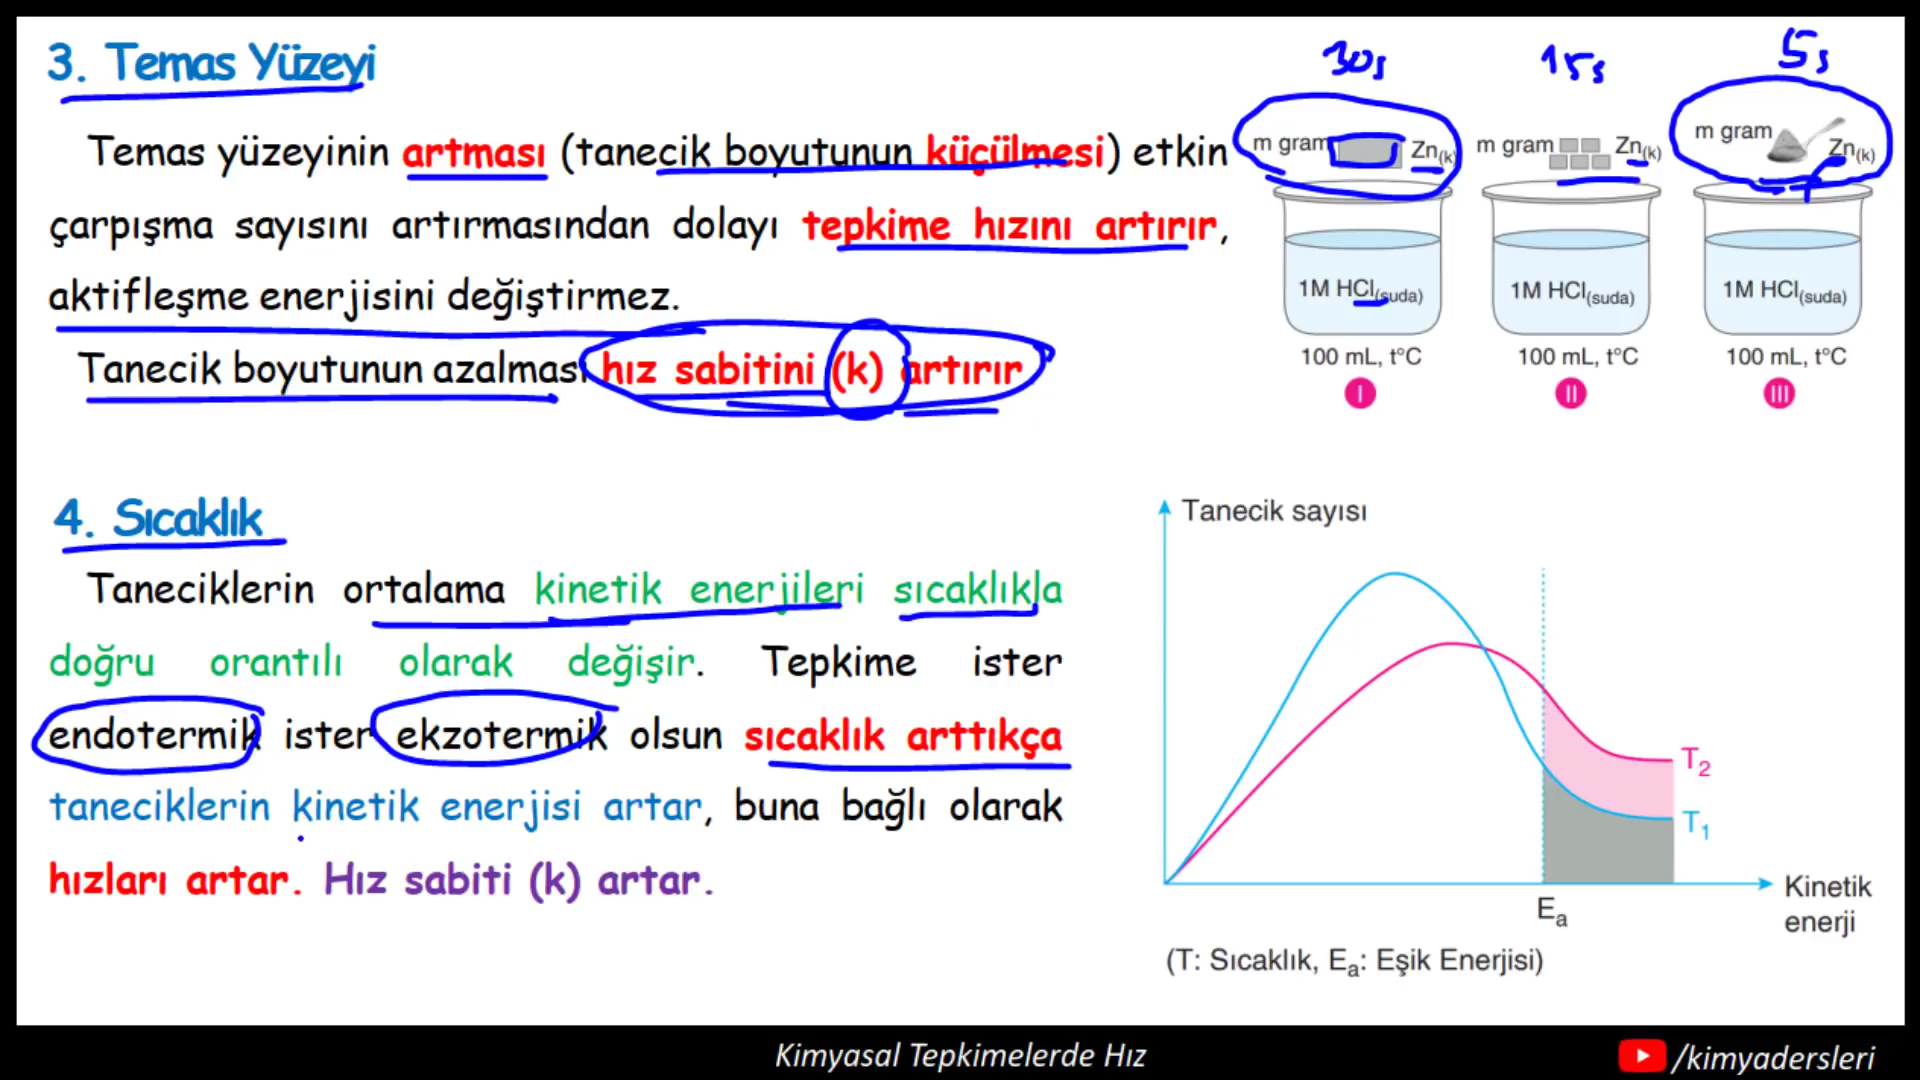 3. Temas Yüzeyi
Temas yüzeyinin artması (tanecik boyutunun küçülmesi) etkin
çarpışma sayısını artırmasından dolayı tepkime hızını artırır,
aktifleşme enerjisini değiştirmez.
Tanecik boyutunun azalması hız sabitini (k) artırır
30s 15s 5s
m gram Zn(k) m gram Zn(k) m gram Zn(k)
1M HCl(suda) 1M HCl(suda) 1M HCl(suda)
100 mL, t°C 100 mL, t°C 100 mL, t°C
I II III
4. Sıcaklık
Taneciklerin ortalama kinetik enerjileri sıcaklıkla
doğru orantılı olarak değişir. Tepkime ister
endotermik ister ekzotermik olsun sıcaklık arttıkça
taneciklerin kinetik enerjisi artar, buna bağlı olarak
hızları artar. Hız sabiti (k) artar.
Tanecik sayısı
T2
T1
Ea
Kinetik
enerji
(T: Sıcaklık, Ea: Eşik Enerjisi)
Kimyasal Tepkimelerde Hız
/kimyadersleri